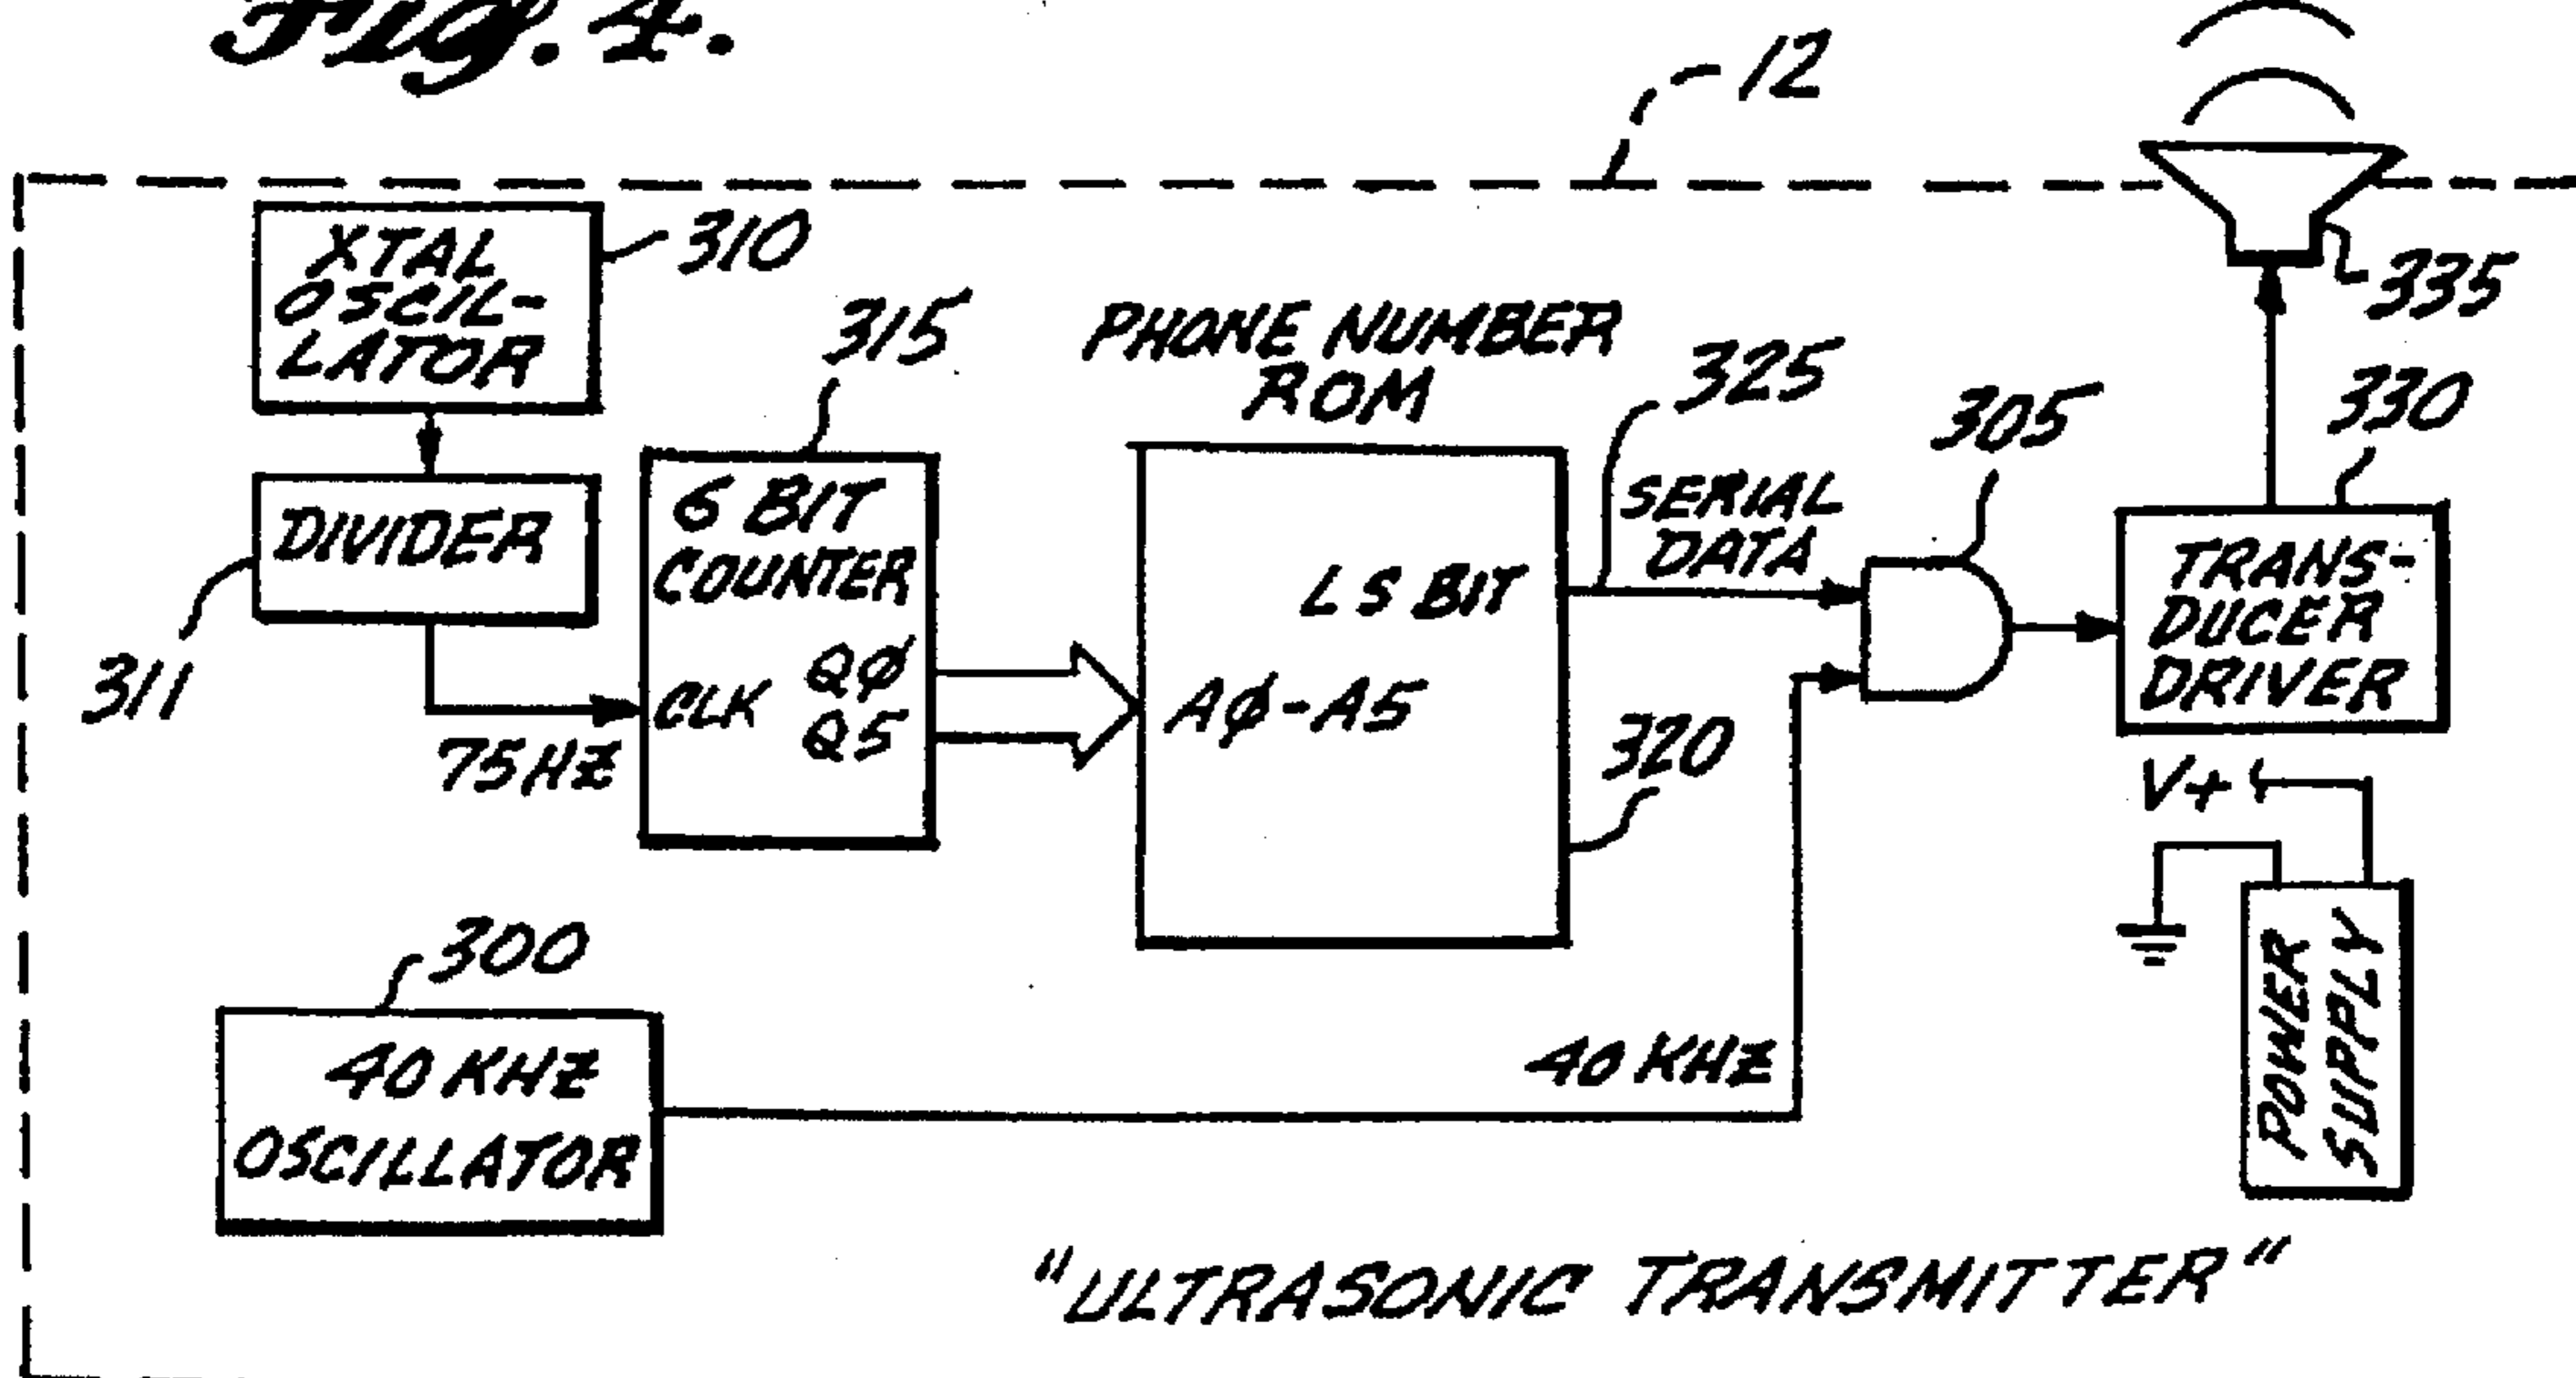 Fig. 4.
12
XTAL
OSCIL-
LATOR
310
335
315
PHONE NUMBER
ROM
325
305
330
DIVIDER
311
6 BIT
COUNTER
CLK
QØ
Q5
75HZ
LS BIT
AØ-A5
320
SERIAL
DATA
TRANS-
DUCER
DRIVER
V+
POWER
SUPPLY
300
40 KHZ
OSCILLATOR
40 KHZ
"ULTRASONIC TRANSMITTER"